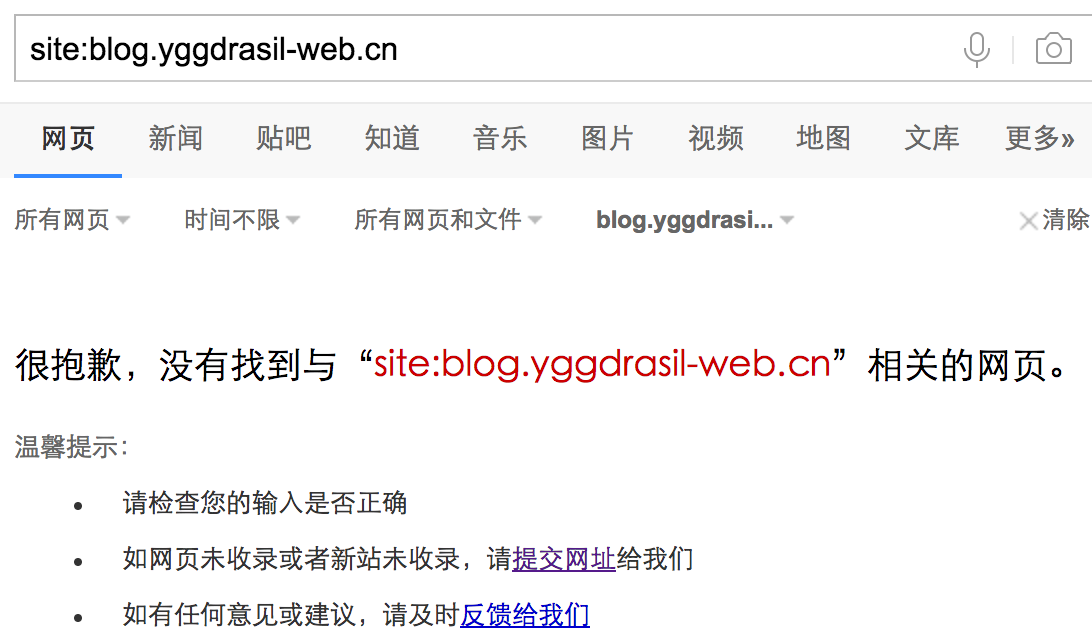 site:blog.yggdrasil-web.cn
网页 新闻 贴吧 知道 音乐 图片 视频 地图 文库 更多»
所有网页 时间不限 所有网页和文件 blog.yggdrasi... 清除
很抱歉，没有找到与“site:blog.yggdrasil-web.cn”相关的网页。
温馨提示：
• 请检查您的输入是否正确
• 如网页未收录或者新站未收录，请提交网址给我们
• 如有任何意见或建议，请及时反馈给我们